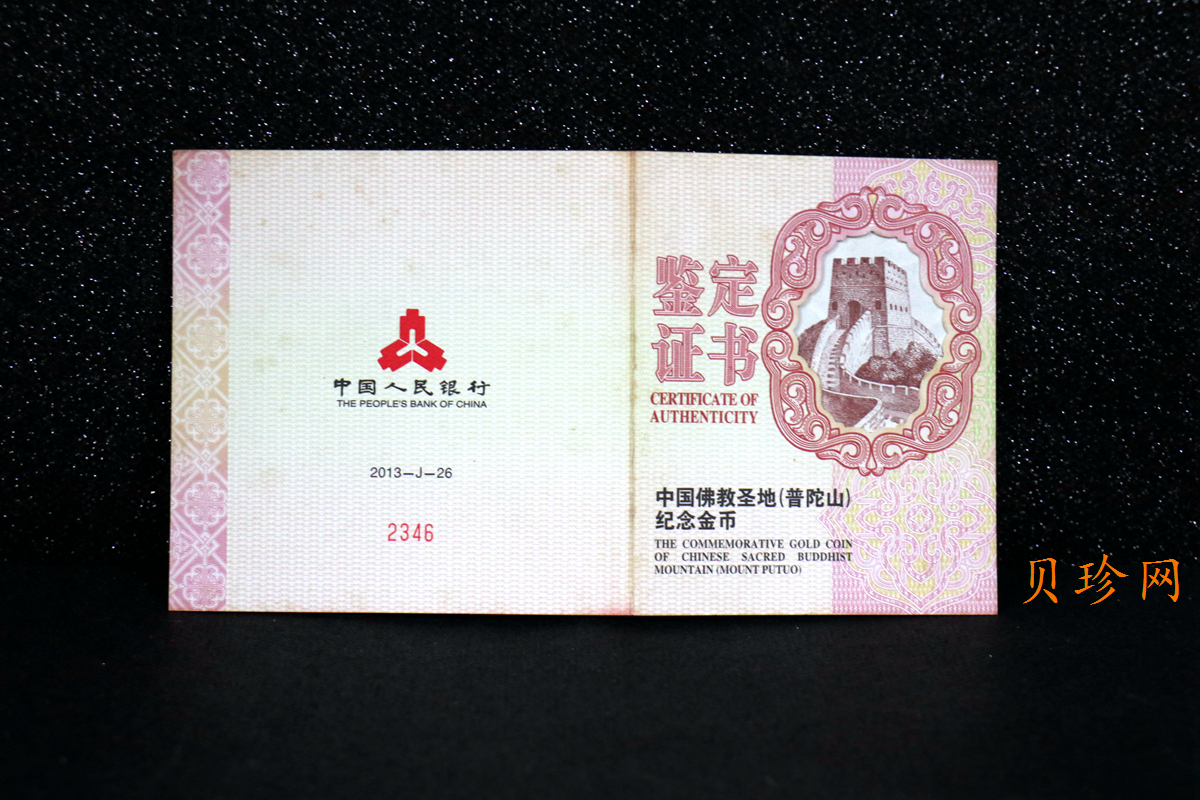 中国人民银行
THE PEOPLE'S BANK OF CHINA
2013—J—26
2346
鉴定
证书
CERTIFICATE OF
AUTHENTICITY
中国佛教圣地(普陀山)
纪念金币
THE COMMEMORATIVE GOLD COIN
OF CHINESE SACRED BUDDHIST
MOUNTAIN (MOUNT PUTUO)
贝珍网